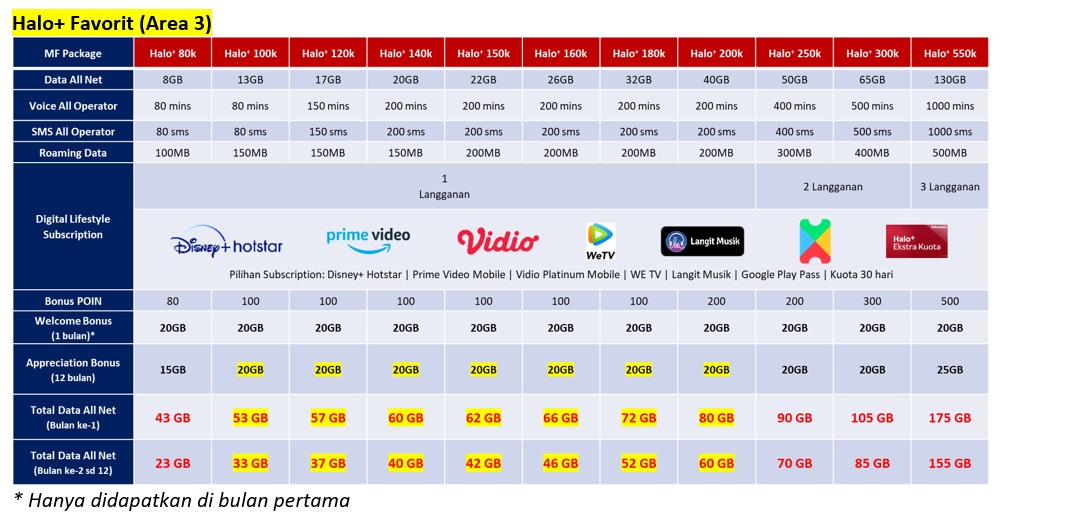 Halo+ Favorit (Area 3)
MF Package Halo+ 80k Halo+ 100k Halo+ 120k Halo+ 140k Halo+ 150k Halo+ 160k Halo+ 180k Halo+ 200k Halo+ 250k Halo+ 300k Halo+ 550k
Data All Net 8GB 13GB 17GB 20GB 22GB 26GB 32GB 40GB 50GB 65GB 130GB
Voice All Operator 80 mins 80 mins 150 mins 200 mins 200 mins 200 mins 200 mins 200 mins 400 mins 500 mins 1000 mins
SMS All Operator 80 sms 80 sms 150 sms 200 sms 200 sms 200 sms 200 sms 200 sms 400 sms 500 sms 1000 sms
Roaming Data 100MB 150MB 150MB 150MB 200MB 200MB 200MB 200MB 300MB 400MB 500MB
Digital Lifestyle
Subscription
1
Langganan
2 Langganan
3 Langganan
Disney+ hotstar
prime video
Vidio
WeTV
Langit Musik
Halo+
Ekstra Kuota
Pilihan Subscription: Disney+ Hotstar | Prime Video Mobile | Vidio Platinum Mobile | WE TV | Langit Musik | Google Play Pass | Kuota 30 hari
Bonus POIN 80 100 100 100 100 100 100 200 200 300 500
Welcome Bonus
(1 bulan)*
20GB 20GB 20GB 20GB 20GB 20GB 20GB 20GB 20GB 20GB 20GB
Appreciation Bonus
(12 bulan)
15GB 20GB 20GB 20GB 20GB 20GB 20GB 20GB 20GB 20GB 25GB
Total Data All Net
(Bulan ke-1)
43 GB 53 GB 57 GB 60 GB 62 GB 66 GB 72 GB 80 GB 90 GB 105 GB 175 GB
Total Data All Net
(Bulan ke-2 sd 12)
23 GB 33 GB 37 GB 40 GB 42 GB 46 GB 52 GB 60 GB 70 GB 85 GB 155 GB
* Hanya didapatkan di bulan pertama